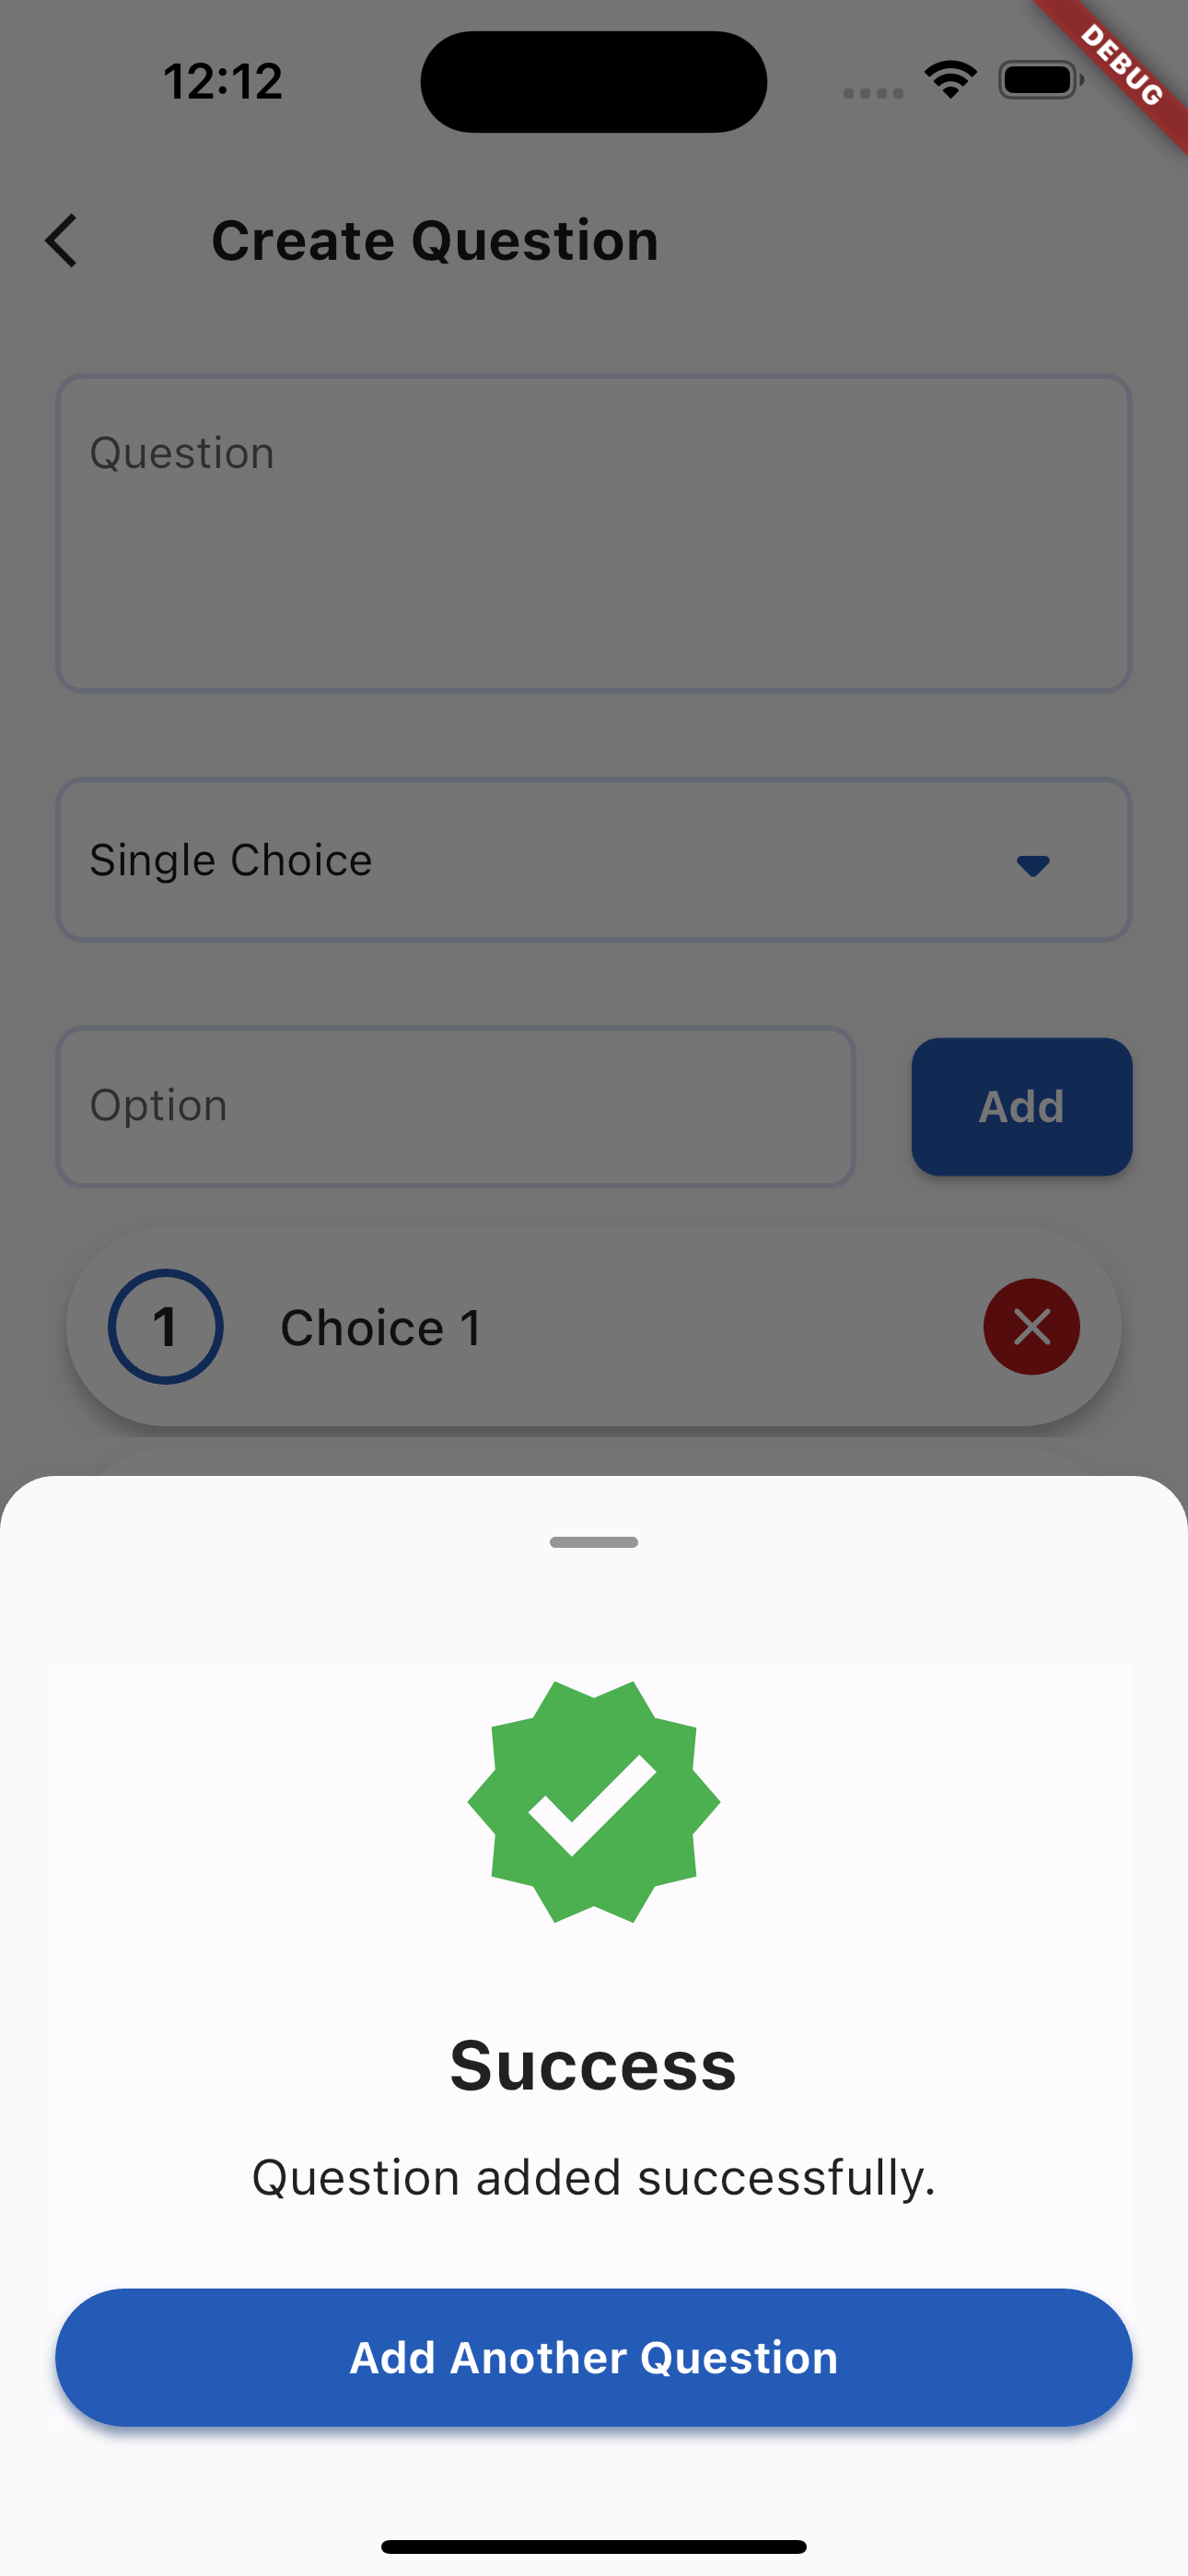 12:12
DEBUG
Create Question
Question
Single Choice
Option
Add
1
Choice 1
Success
Question added successfully.
Add Another Question